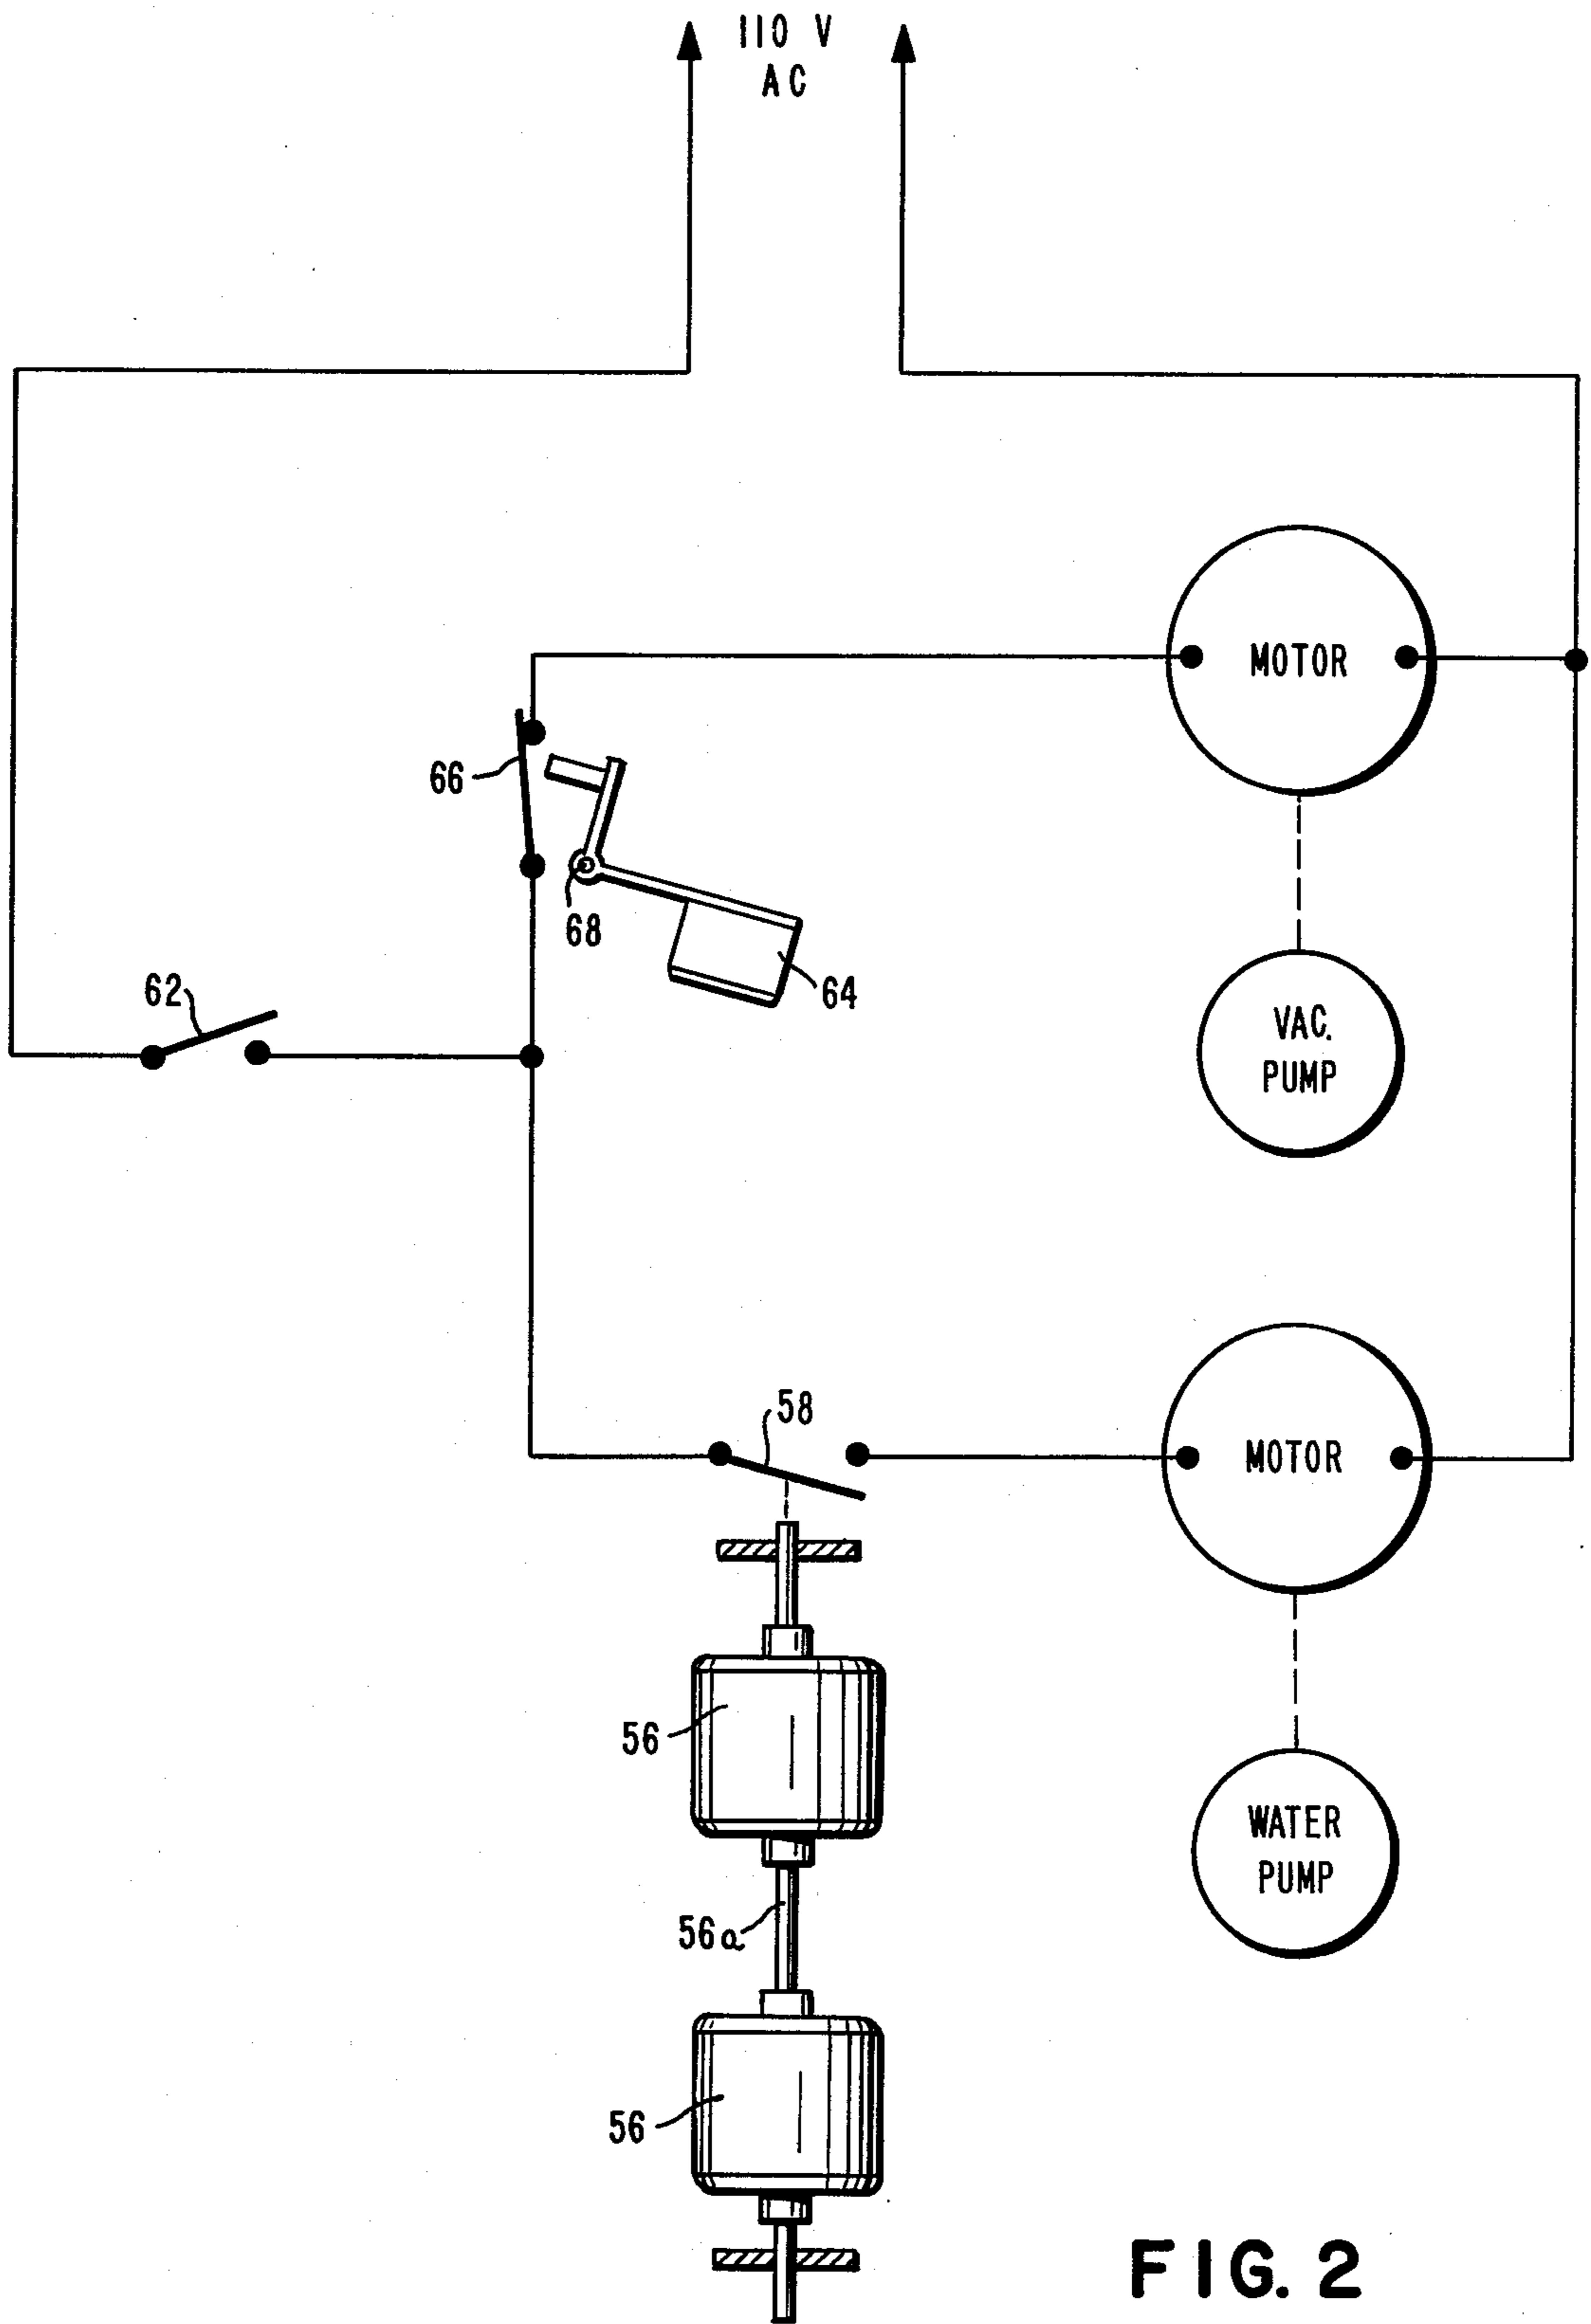 110 V
AC
MOTOR
66
68
64
62
VAC.
PUMP
58
MOTOR
56
WATER
PUMP
56a
56
FIG. 2